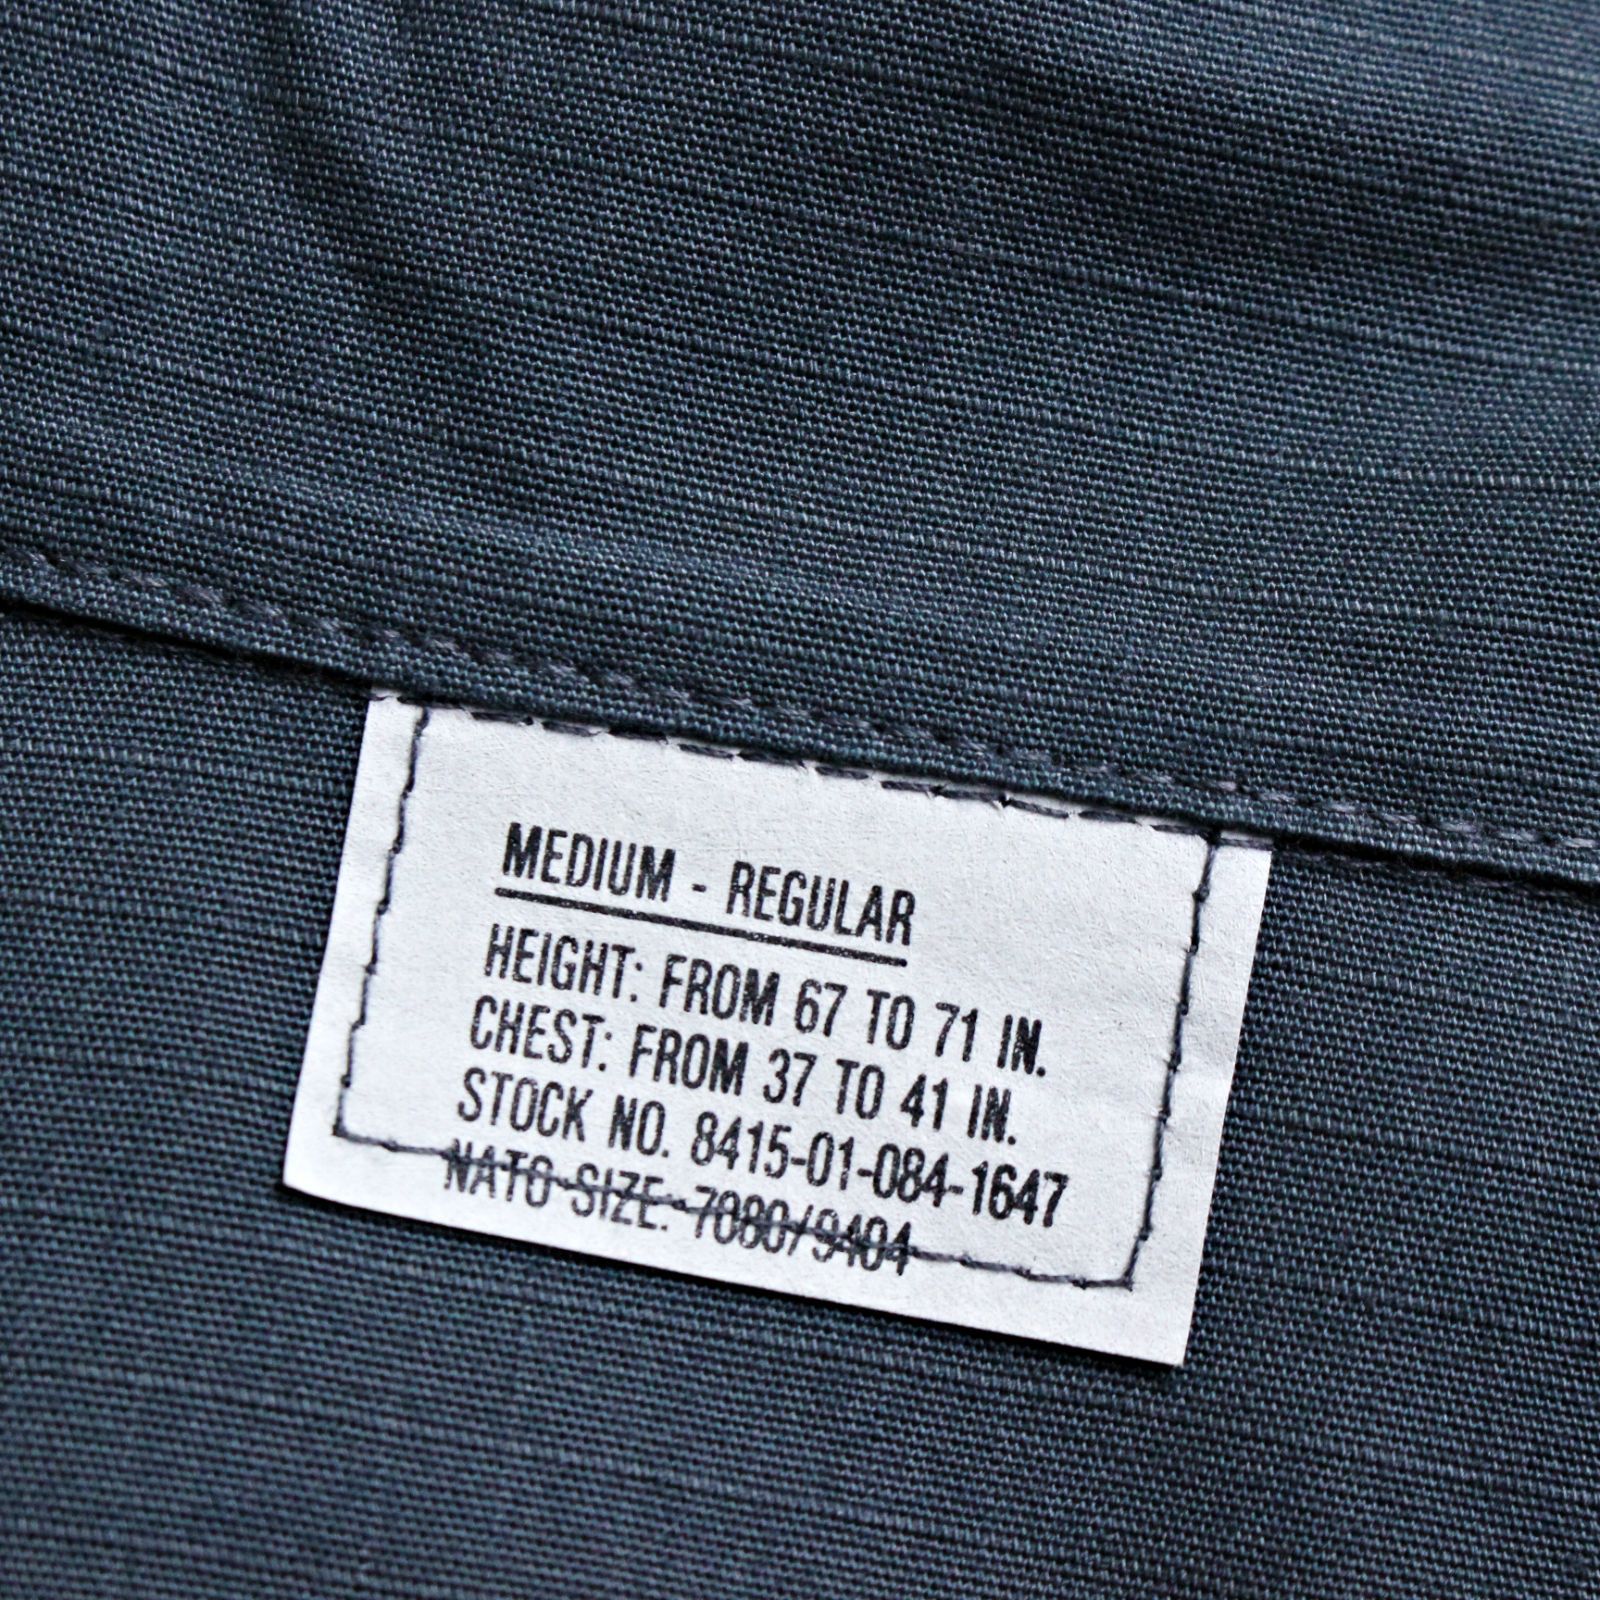 MEDIUM - REGULAR
HEIGHT: FROM 67 TO 71 IN.
CHEST: FROM 37 TO 41 IN.
STOCK NO. 8415-01-084-1647
NATO SIZE: 7080/9404